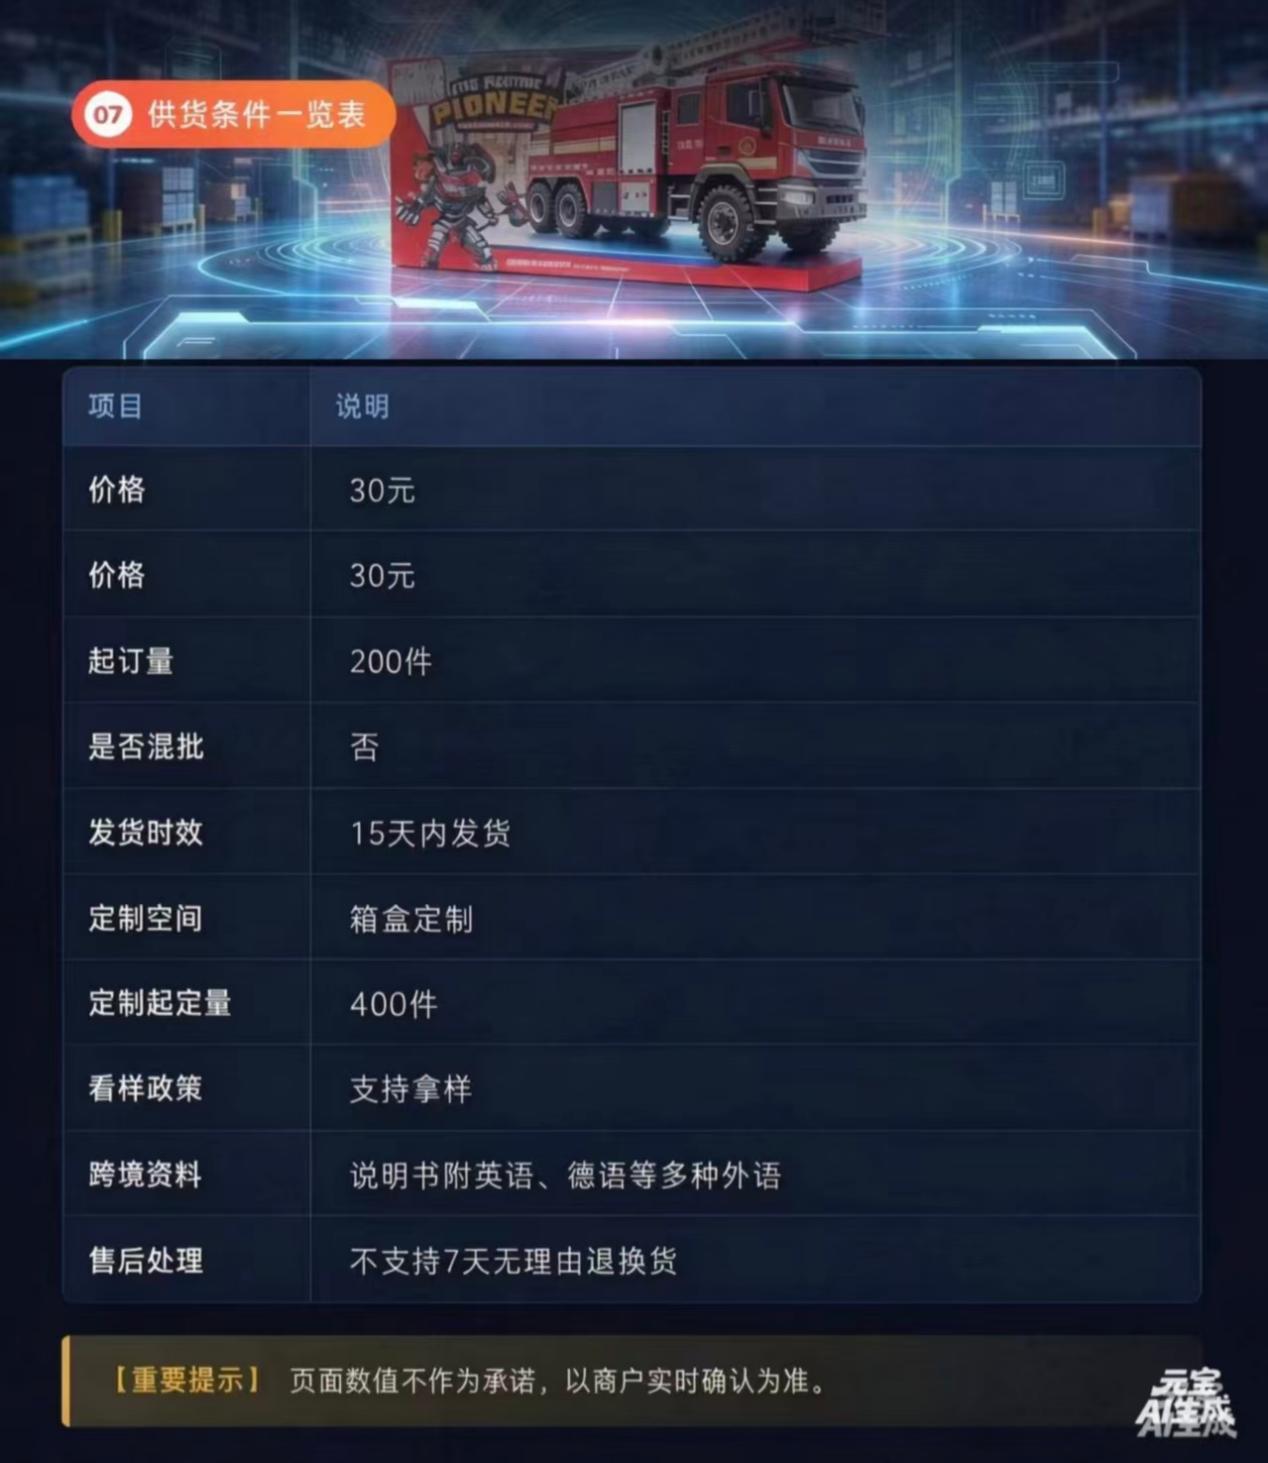 07 供货条件一览表
PIONEER
项目 说明
价格 30元
价格 30元
起订量 200件
是否混批 否
发货时效 15天内发货
定制空间 箱盒定制
定制起定量 400件
看样政策 支持拿样
跨境资料 说明书附英语、德语等多种外语
售后处理 不支持7天无理由退换货
【重要提示】 页面数值不作为承诺，以商户实时确认为准。
元宝
AI生成
AI生成